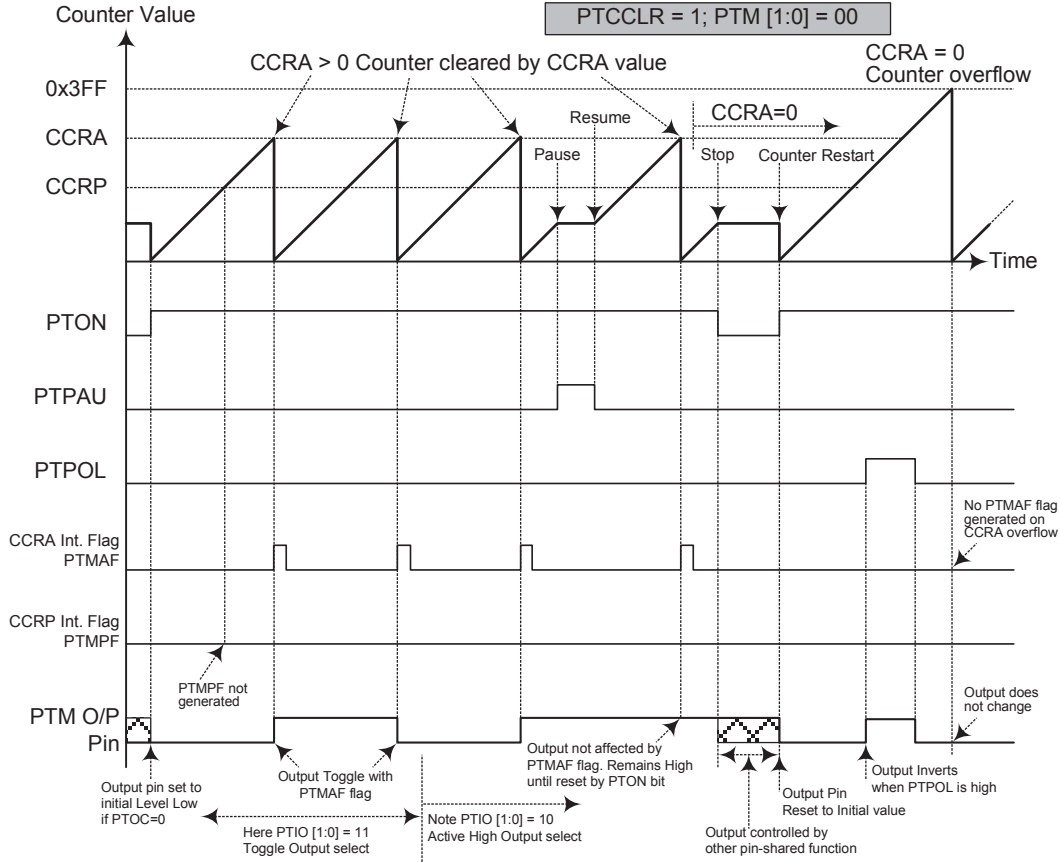 Counter Value
PTCCLR = 1; PTM [1:0] = 00
CCRA > 0 Counter cleared by CCRA value
CCRA = 0
Counter overflow
0x3FF
CCRA
CCRP
Resume
CCRA=0
Pause
Stop
Counter Restart
Time
PTON
PTPAU
PTPOL
No PTMAF flag
generated on
CCRA overflow
CCRA Int. Flag
PTMAF
CCRP Int. Flag
PTMPF
PTMPF not
generated
PTM O/P
Pin
Output does
not change
Output pin set to
initial Level Low
if PTOC=0
Output Toggle with
PTMAF flag
Here PTIO [1:0] = 11
Toggle Output select
Note PTIO [1:0] = 10
Active High Output select
Output not affected by
PTMAF flag. Remains High
until reset by PTON bit
Output controlled by
other pin-shared function
Output Pin
Reset to Initial value
Output Inverts
when PTPOL is high